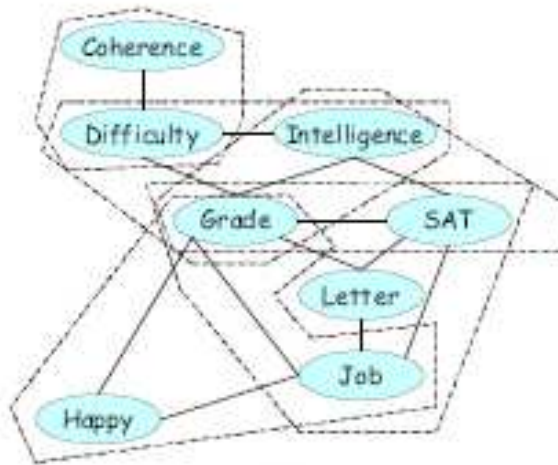 Coherence
Difficulty
Intelligence
Grade
SAT
Letter
Job
Happy